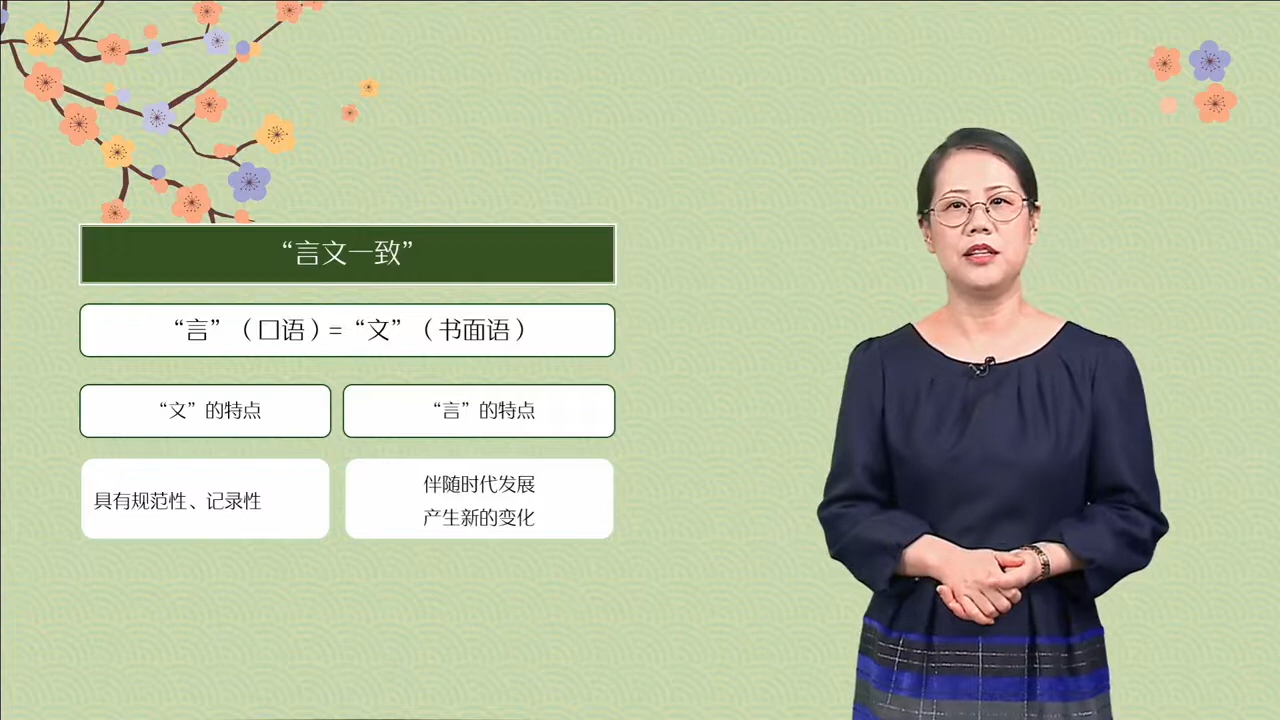 “言文一致”
“言”（口语）=“文”（书面语）
“文”的特点
“言”的特点
具有规范性、记录性
伴随时代发展
产生新的变化